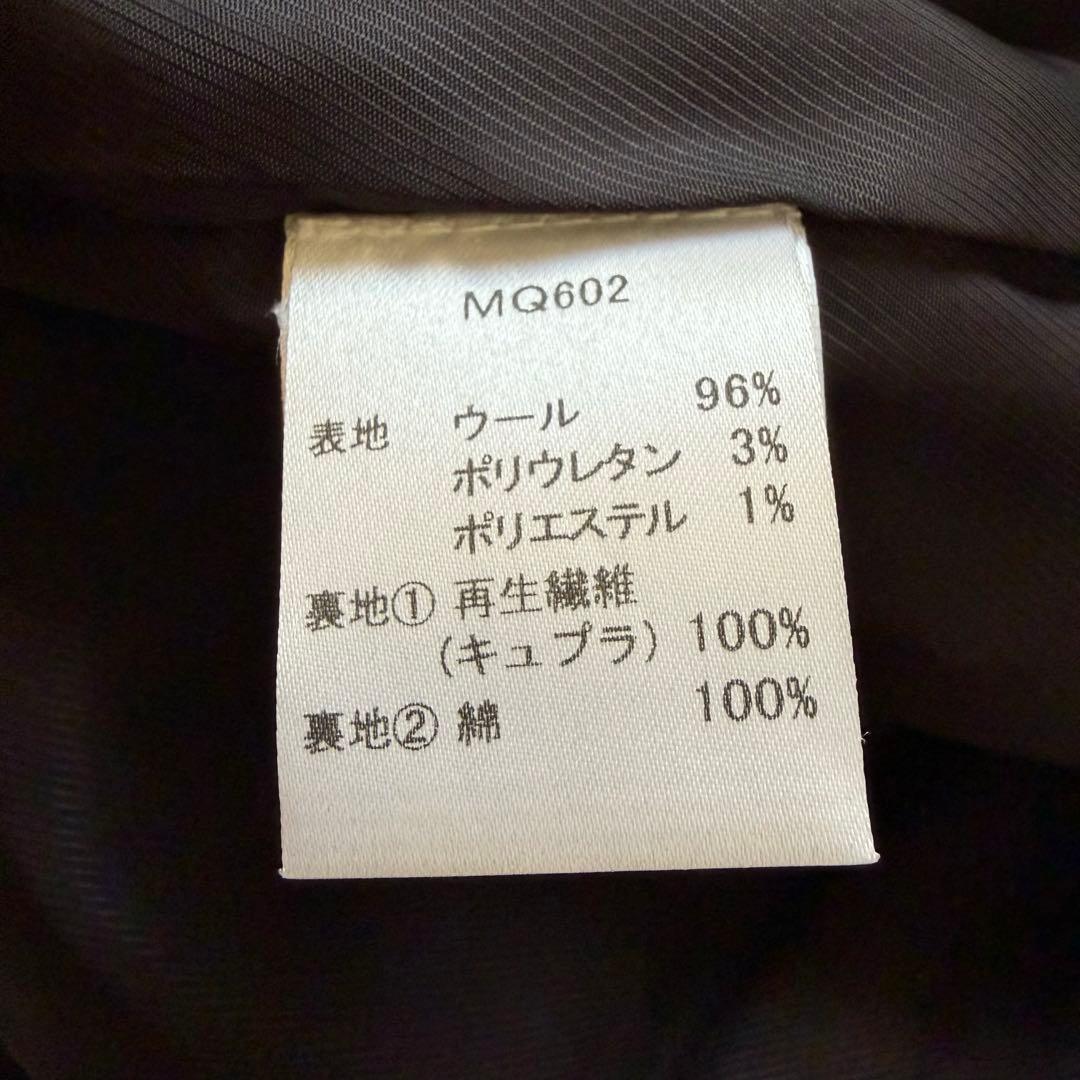 MQ602
表地 ウール 96%
ポリウレタン 3%
ポリエステル 1%
裏地① 再生繊維
(キュプラ) 100%
裏地② 綿 100%